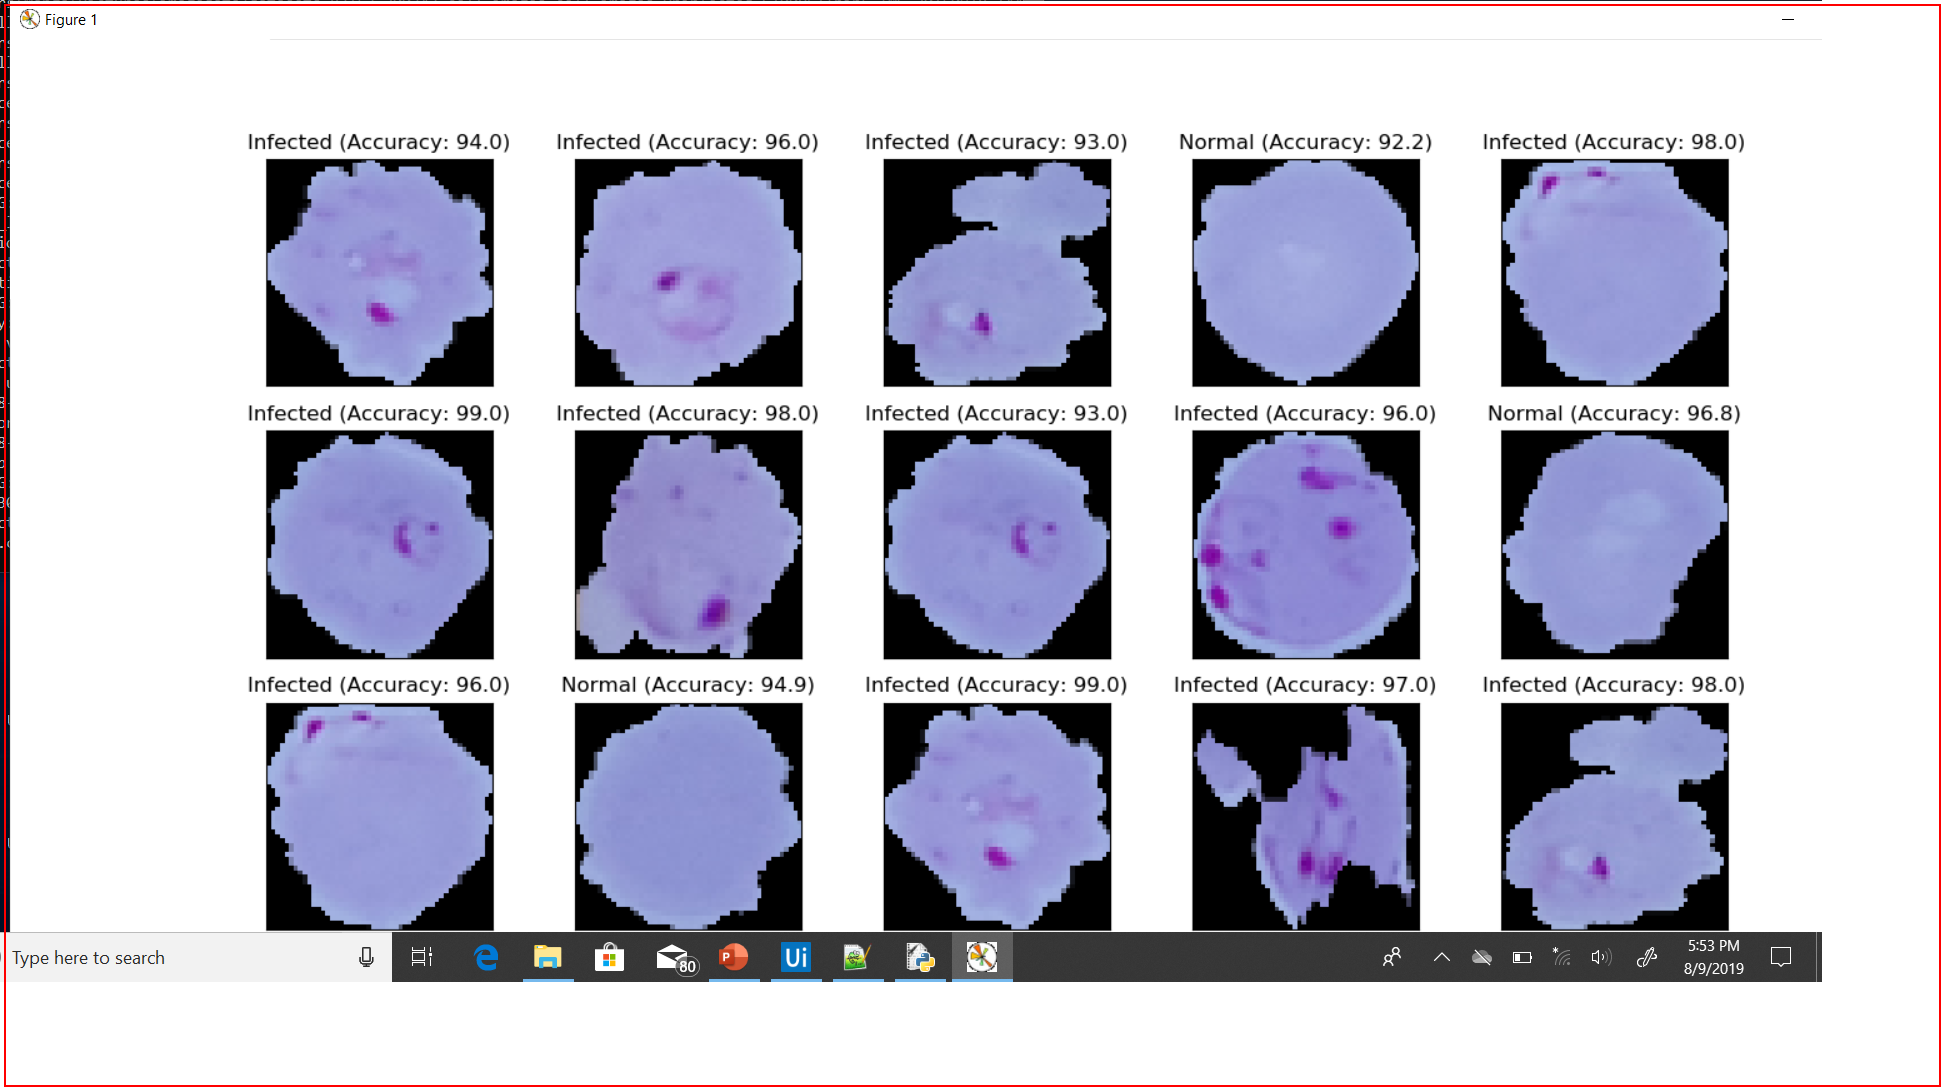 Figure 1
Infected (Accuracy: 94.0) Infected (Accuracy: 96.0) Infected (Accuracy: 93.0) Normal (Accuracy: 92.2) Infected (Accuracy: 98.0)
Infected (Accuracy: 99.0) Infected (Accuracy: 98.0) Infected (Accuracy: 93.0) Infected (Accuracy: 96.0) Normal (Accuracy: 96.8)
Infected (Accuracy: 96.0) Normal (Accuracy: 94.9) Infected (Accuracy: 99.0) Infected (Accuracy: 97.0) Infected (Accuracy: 98.0)
Type here to search 80 P Ui 5:53 PM
8/9/2019